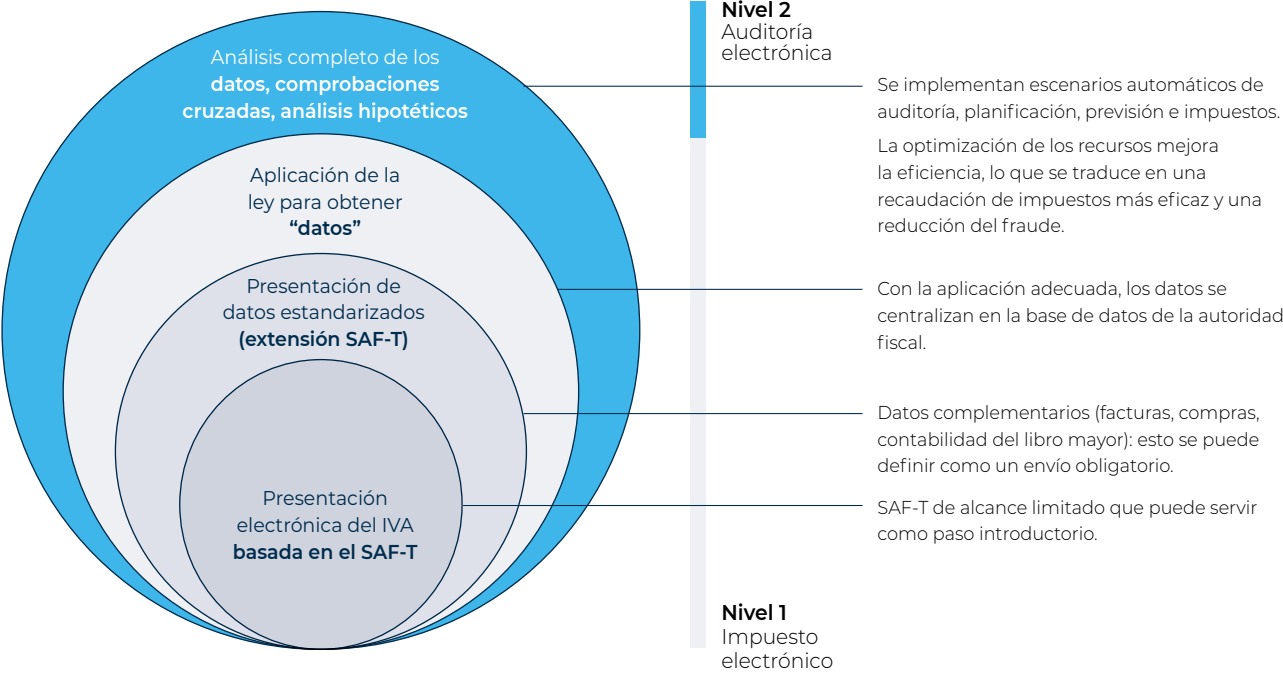 Análisis completo de los
datos, comprobaciones
cruzadas, análisis hipotéticos
Aplicación de la
ley para obtener
“datos”
Presentación de
datos estandarizados
(extensión SAF-T)
Presentación
electrónica del IVA
basada en el SAF-T
Nivel 2
Auditoría
electrónica
Se implementan escenarios automáticos de
auditoría, planificación, previsión e impuestos.
La optimización de los recursos mejora
la eficiencia, lo que se traduce en una
recaudación de impuestos más eficaz y una
reducción del fraude.
Con la aplicación adecuada, los datos se
centralizan en la base de datos de la autoridad
fiscal.
Datos complementarios (facturas, compras,
contabilidad del libro mayor): esto se puede
definir como un envío obligatorio.
SAF-T de alcance limitado que puede servir
como paso introductorio.
Nivel 1
Impuesto
electrónico